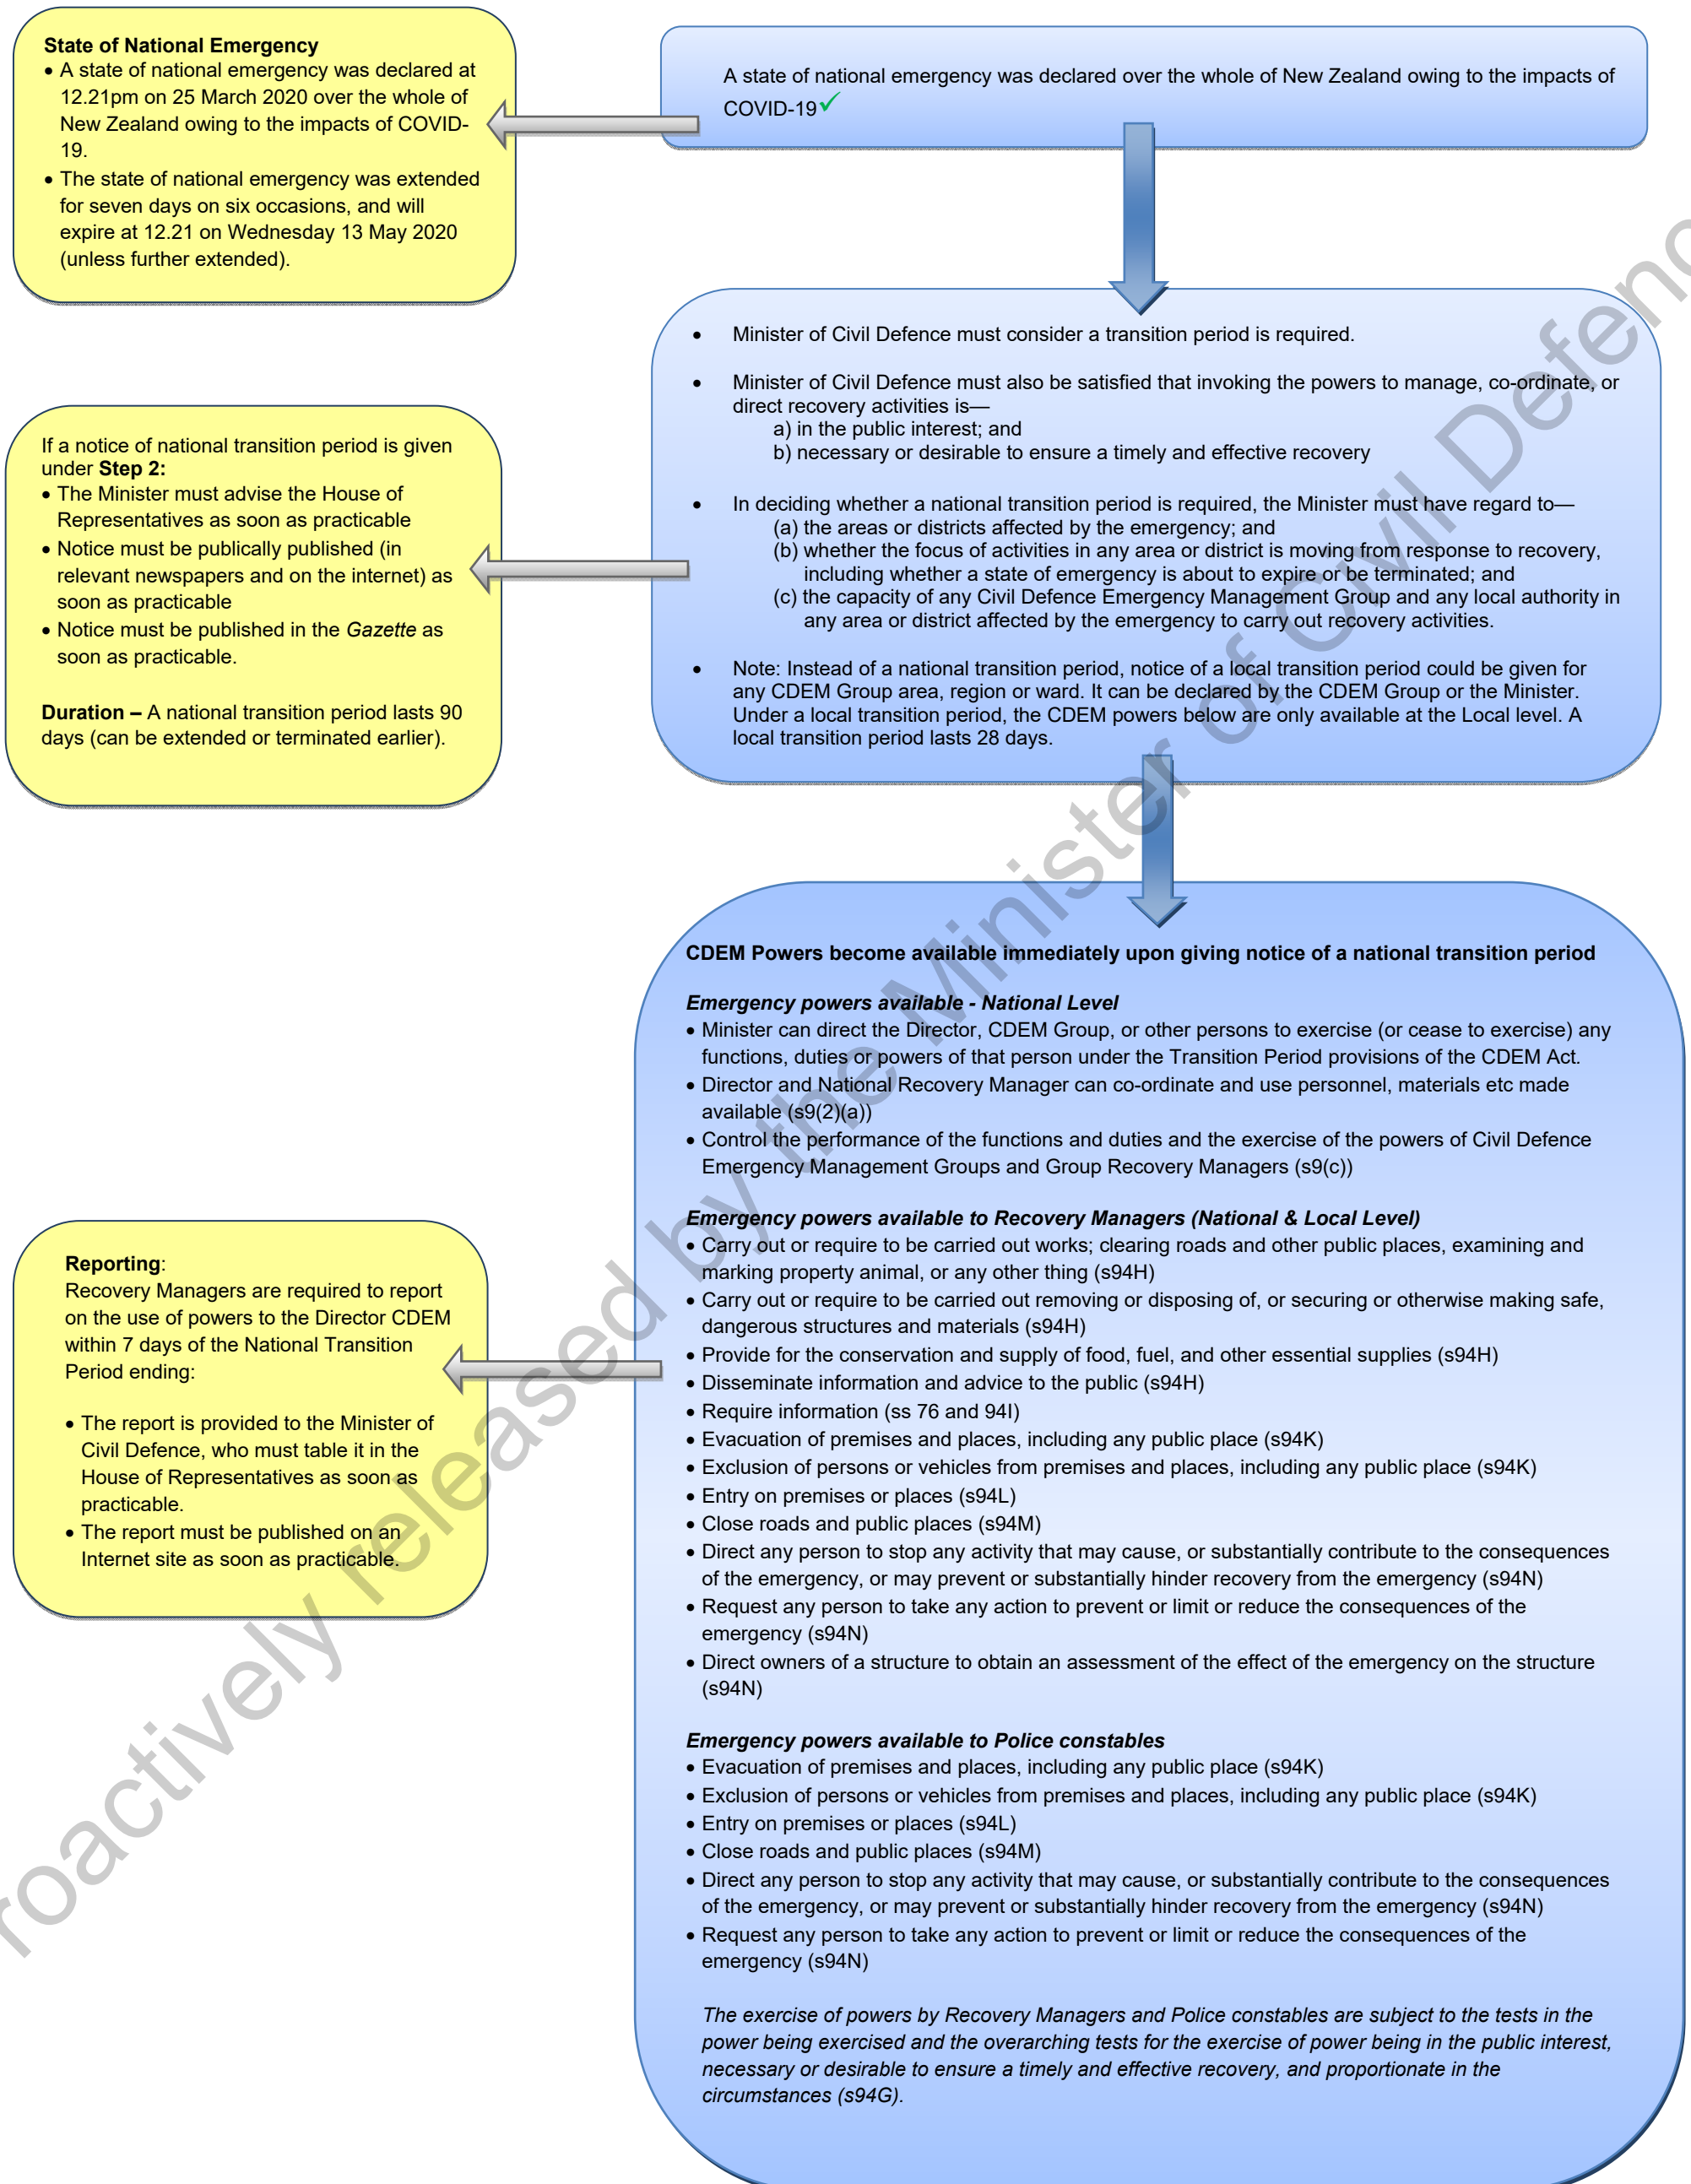 State of National Emergency
• A state of national emergency was declared at
12.21pm on 25 March 2020 over the whole of
New Zealand owing to the impacts of COVID-
19.
• The state of national emergency was extended
for seven days on six occasions, and will
expire at 12.21 on Wednesday 13 May 2020
(unless further extended).
A state of national emergency was declared over the whole of New Zealand owing to the impacts of
COVID-19✓
• Minister of Civil Defence must consider a transition period is required.
• Minister of Civil Defence must also be satisfied that invoking the powers to manage, co-ordinate, or
direct recovery activities is—
a) in the public interest; and
b) necessary or desirable to ensure a timely and effective recovery
• In deciding whether a national transition period is required, the Minister must have regard to—
(a) the areas or districts affected by the emergency; and
(b) whether the focus of activities in any area or district is moving from response to recovery,
including whether a state of emergency is about to expire or be terminated; and
(c) the capacity of any Civil Defence Emergency Management Group and any local authority in
any area or district affected by the emergency to carry out recovery activities.
• Note: Instead of a national transition period, notice of a local transition period could be given for
any CDEM Group area, region or ward. It can be declared by the CDEM Group or the Minister.
Under a local transition period, the CDEM powers below are only available at the Local level. A
local transition period lasts 28 days.
If a notice of national transition period is given
under Step 2:
• The Minister must advise the House of
Representatives as soon as practicable
• Notice must be publically published (in
relevant newspapers and on the internet) as
soon as practicable
• Notice must be published in the Gazette as
soon as practicable.
Duration – A national transition period lasts 90
days (can be extended or terminated earlier).
CDEM Powers become available immediately upon giving notice of a national transition period
Emergency powers available - National Level
• Minister can direct the Director, CDEM Group, or other persons to exercise (or cease to exercise) any
functions, duties or powers of that person under the Transition Period provisions of the CDEM Act.
• Director and National Recovery Manager can co-ordinate and use personnel, materials etc made
available (s9(2)(a))
• Control the performance of the functions and duties and the exercise of the powers of Civil Defence
Emergency Management Groups and Group Recovery Managers (s9(c))
Emergency powers available to Recovery Managers (National & Local Level)
• Carry out or require to be carried out works; clearing roads and other public places, examining and
marking property animal, or any other thing (s94H)
• Carry out or require to be carried out removing or disposing of, or securing or otherwise making safe,
dangerous structures and materials (s94H)
• Provide for the conservation and supply of food, fuel, and other essential supplies (s94H)
• Disseminate information and advice to the public (s94H)
• Require information (ss 76 and 94I)
• Evacuation of premises and places, including any public place (s94K)
• Exclusion of persons or vehicles from premises and places, including any public place (s94K)
• Entry on premises or places (s94L)
• Close roads and public places (s94M)
• Direct any person to stop any activity that may cause, or substantially contribute to the consequences
of the emergency, or may prevent or substantially hinder recovery from the emergency (s94N)
• Request any person to take any action to prevent or limit or reduce the consequences of the
emergency (s94N)
• Direct owners of a structure to obtain an assessment of the effect of the emergency on the structure
(s94N)
Emergency powers available to Police constables
• Evacuation of premises and places, including any public place (s94K)
• Exclusion of persons or vehicles from premises and places, including any public place (s94K)
• Entry on premises or places (s94L)
• Close roads and public places (s94M)
• Direct any person to stop any activity that may cause, or substantially contribute to the consequences
of the emergency, or may prevent or substantially hinder recovery from the emergency (s94N)
• Request any person to take any action to prevent or limit or reduce the consequences of the
emergency (s94N)
The exercise of powers by Recovery Managers and Police constables are subject to the tests in the
power being exercised and the overarching tests for the exercise of power being in the public interest,
necessary or desirable to ensure a timely and effective recovery, and proportionate in the
circumstances (s94G).
Reporting:
Recovery Managers are required to report
on the use of powers to the Director CDEM
within 7 days of the National Transition
Period ending:
• The report is provided to the Minister of
Civil Defence, who must table it in the
House of Representatives as soon as
practicable.
• The report must be published on an
Internet site as soon as practicable.
roactively released by the Minister of Civil Defenc